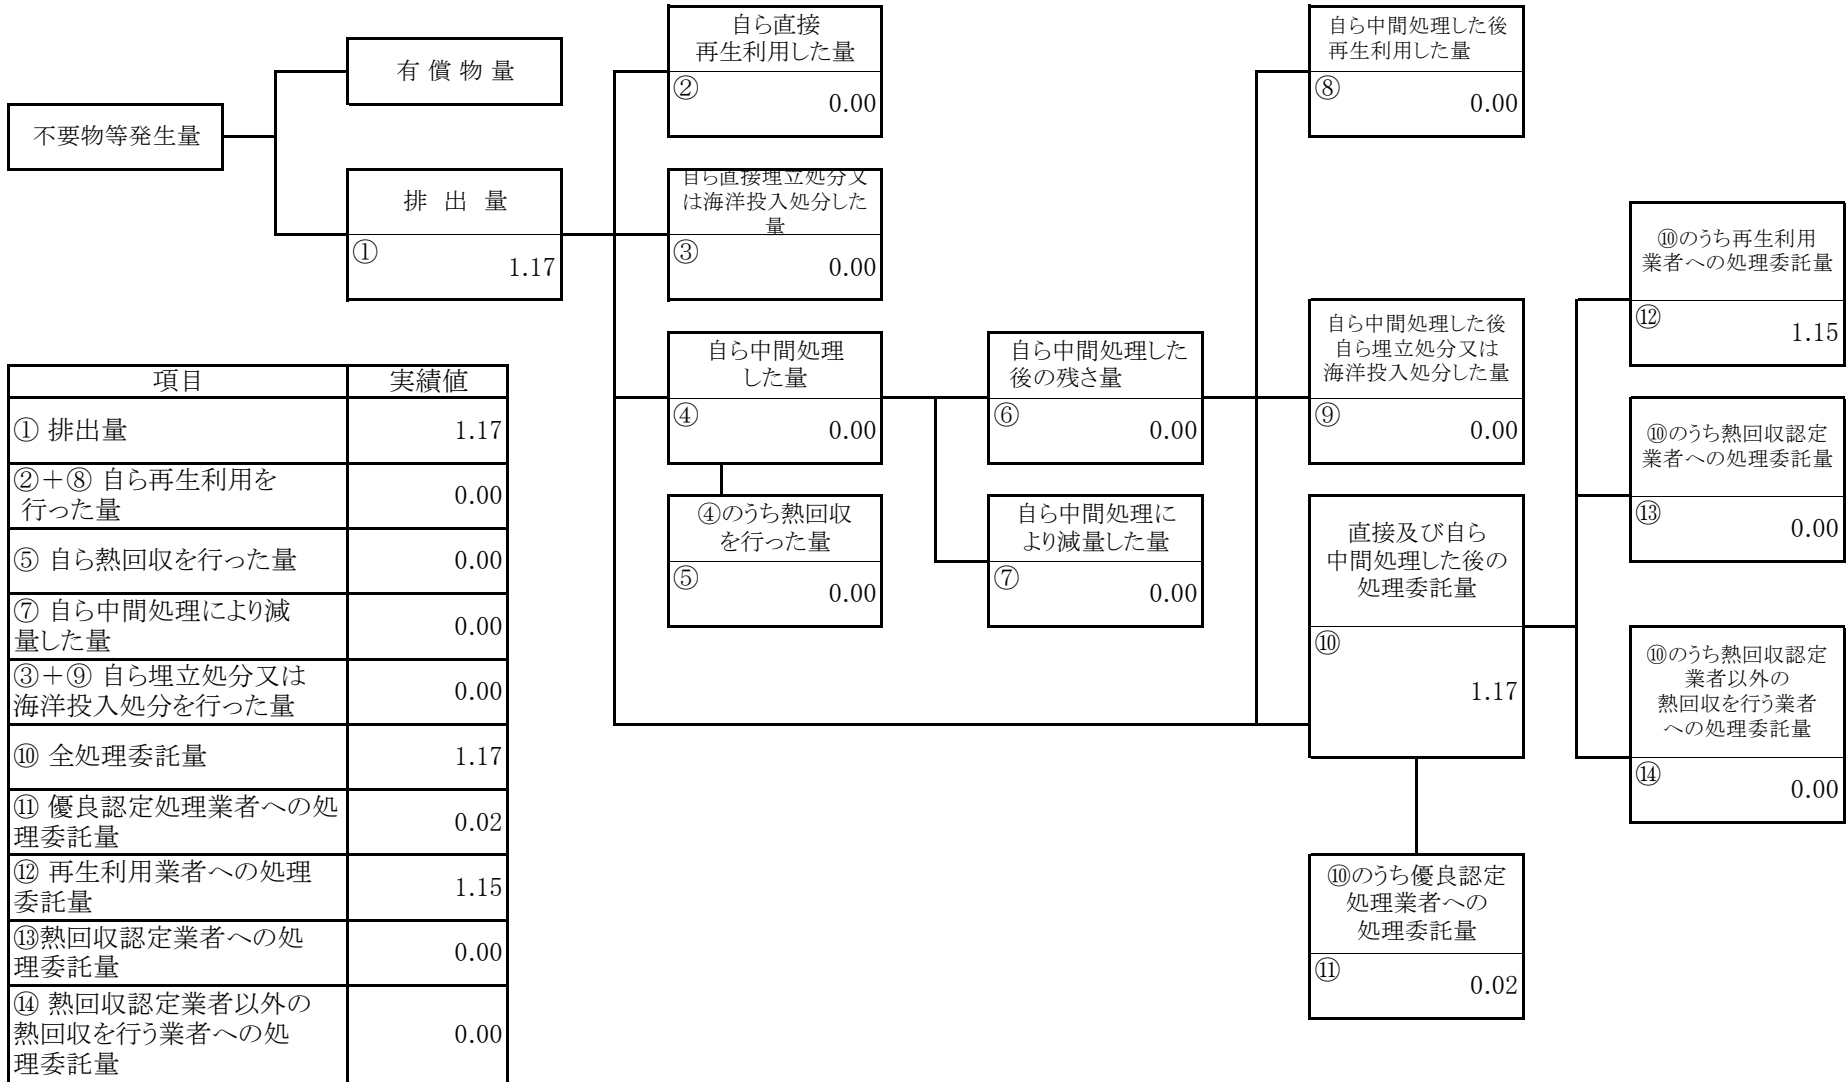 不要物等発生量
有 償 物 量
排 出 量
①
1.17
自ら直接
再生利用した量
②
0.00
自ら直接埋立処分又
は海洋投入処分した
量
③
0.00
自ら中間処理
した量
④
0.00
④のうち熱回収
を行った量
⑤
0.00
自ら中間処理した
後の残さ量
⑥
0.00
自ら中間処理に
より減量した量
⑦
0.00
自ら中間処理した後
再生利用した量
⑧
0.00
自ら中間処理した後
自ら埋立処分又は
海洋投入処分した量
⑨
0.00
直接及び自ら
中間処理した後の
処理委託量
⑩
1.17
⑩のうち優良認定
処理業者への
処理委託量
⑪
0.02
⑩のうち再生利用
業者への処理委託量
⑫
1.15
⑩のうち熱回収認定
業者への処理委託量
⑬
0.00
⑩のうち熱回収認定
業者以外の
熱回収を行う業者
への処理委託量
⑭
0.00
項目 実績値
① 排出量 1.17
②＋⑧ 自ら再生利用を
行った量 0.00
⑤ 自ら熱回収を行った量 0.00
⑦ 自ら中間処理により減
量した量 0.00
③＋⑨ 自ら埋立処分又は
海洋投入処分を行った量 0.00
⑩ 全処理委託量 1.17
⑪ 優良認定処理業者への処
理委託量 0.02
⑫ 再生利用業者への処理
委託量 1.15
⑬熱回収認定業者への処
理委託量 0.00
⑭ 熱回収認定業者以外の
熱回収を行う業者への処
理委託量 0.00